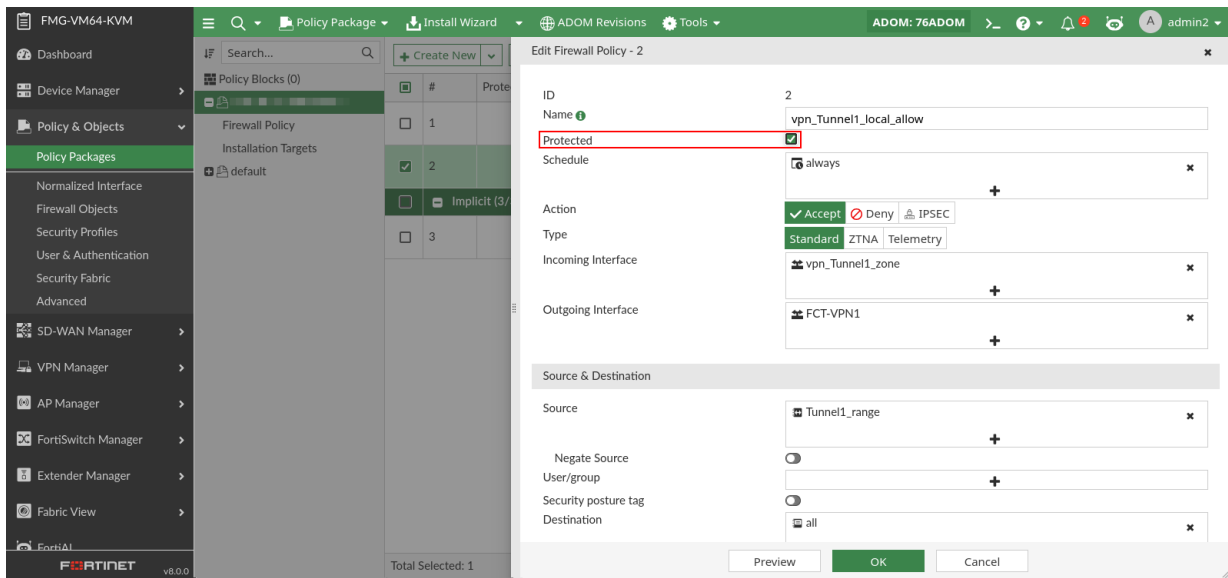 FMG-VM64-KVM
Policy Package
Install Wizard
ADOM Revisions
Tools
ADOM: 76ADOM
2
A
admin2
Dashboard
Device Manager
Policy & Objects
Policy Packages
Normalized Interface
Firewall Objects
Security Profiles
User & Authentication
Security Fabric
Advanced
SD-WAN Manager
VPN Manager
AP Manager
FortiSwitch Manager
Extender Manager
Fabric View
FortiAI
FORTINET v8.0.0
Search...
Policy Blocks (0)
Firewall Policy
Installation Targets
default
+ Create New
# Prote
1
2
Implicit (3/
3
Total Selected: 1
Edit Firewall Policy - 2
ID 2
Name vpn_Tunnel1_local_allow
Protected
Schedule always
Action Accept Deny IPSEC
Type Standard ZTNA Telemetry
Incoming Interface vpn_Tunnel1_zone
Outgoing Interface FCT-VPN1
Source & Destination
Source Tunnel1_range
Negate Source
User/group
Security posture tag
Destination all
Preview OK Cancel